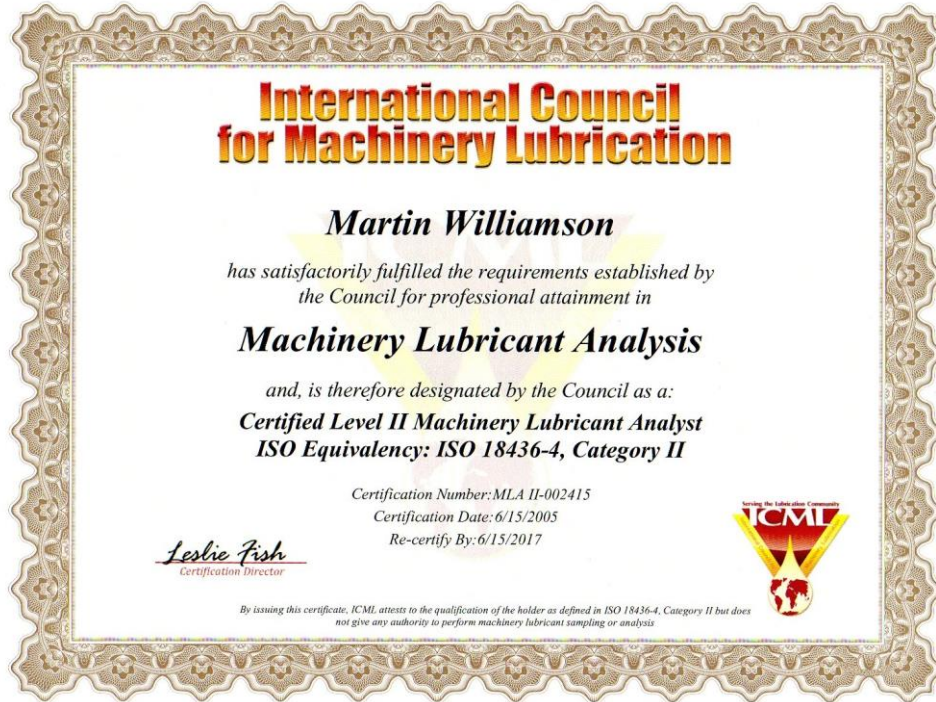 International Council
for Machinery Lubrication
Martin Williamson
has satisfactorily fulfilled the requirements established by
the Council for professional attainment in
Machinery Lubricant Analysis
and, is therefore designated by the Council as a:
Certified Level II Machinery Lubricant Analyst
ISO Equivalency: ISO 18436-4, Category II
Certification Number:MLA II-002415
Certification Date:6/15/2005
Re-certify By:6/15/2017
Leslie Fish
Certification Director
Serving the Lubrication Community
ICML
By issuing this certificate, ICML attests to the qualification of the holder as defined in ISO 18436-4, Category II but does
not give any authority to perform machinery lubricant sampling or analysis